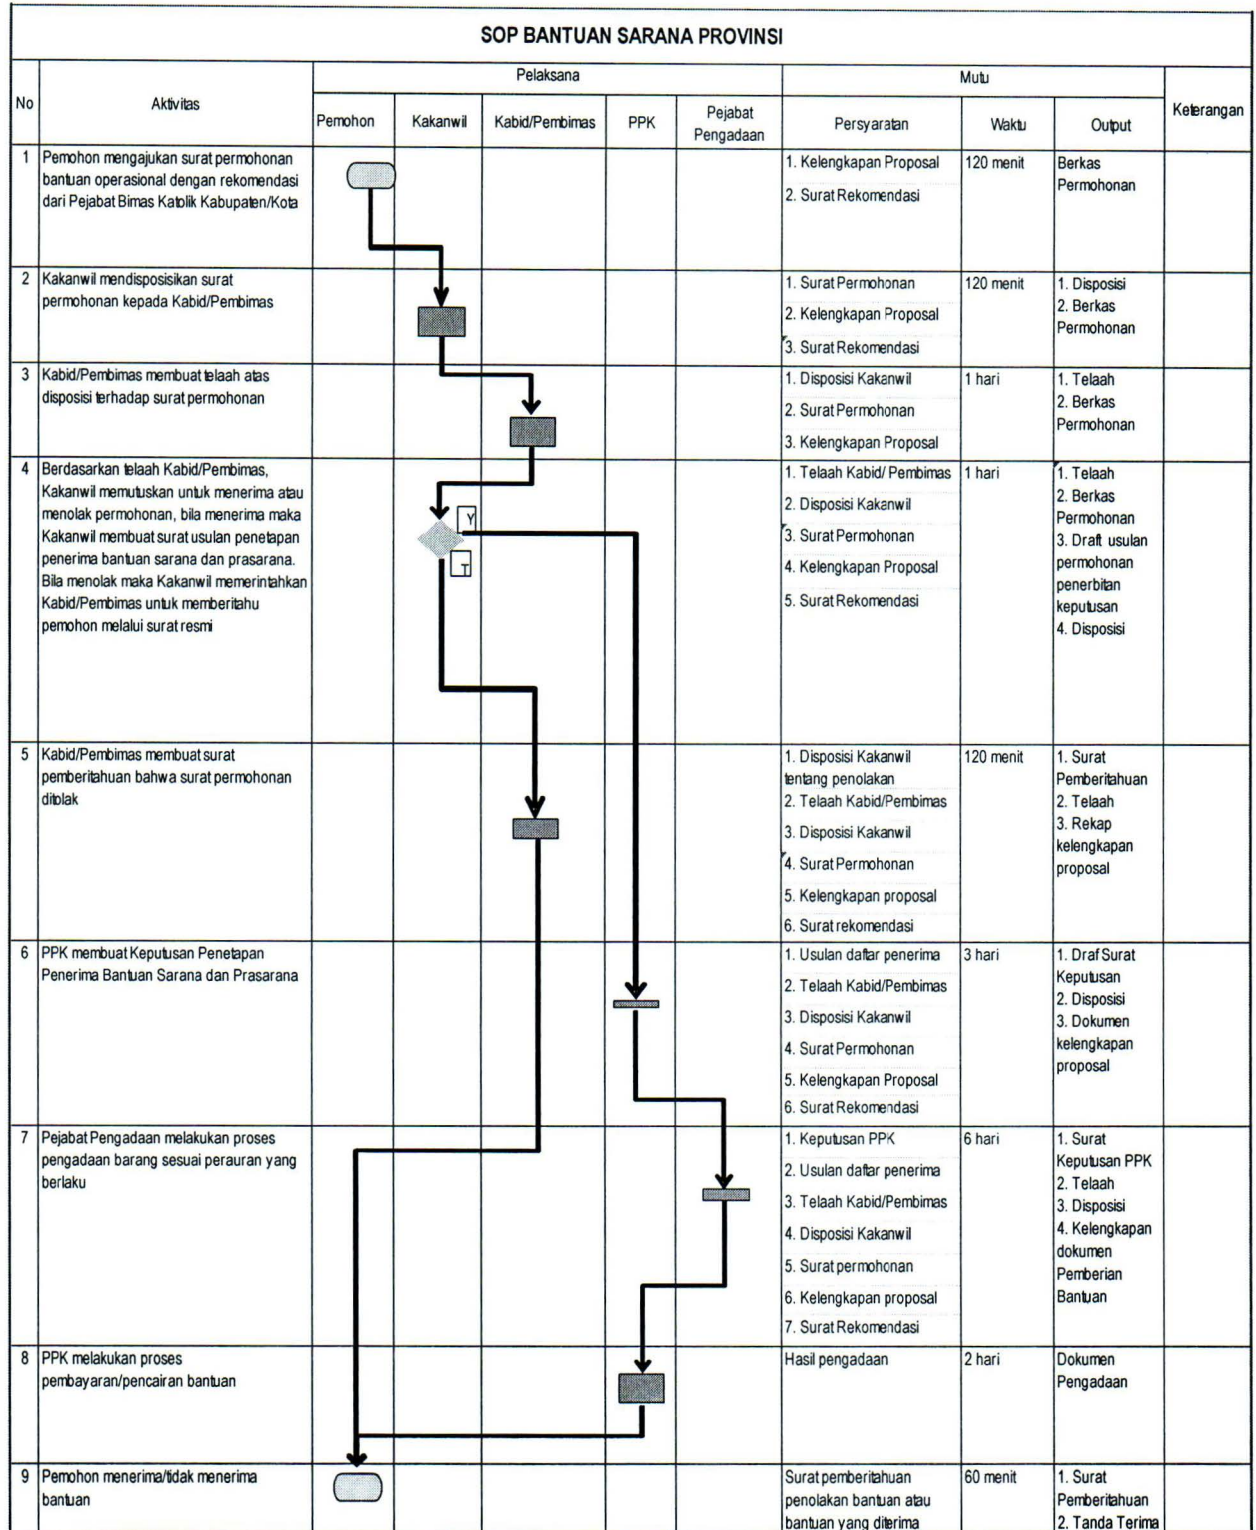 SOP BANTUAN SARANA PROVINSI
No
Aktivitas
Pelaksana
Mutu
Keterangan
Pemohon
Kakanwil
Kabid/Pembimas
PPK
Pejabat
Pengadaan
Persyaratan
Waktu
Output
1
Pemohon mengajukan surat permohonan
bantuan operasional dengan rekomendasi
dari Pejabat Bimas Katolik Kabupaten/Kota
1. Kelengkapan Proposal
2. Surat Rekomendasi
120 menit
Berkas
Permohonan
2
Kakanwil mendisposisikan surat
permohonan kepada Kabid/Pembimas
1. Surat Permohonan
2. Kelengkapan Proposal
3. Surat Rekomendasi
120 menit
1. Disposisi
2. Berkas
Permohonan
3
Kabid/Pembimas membuat telaah atas
disposisi terhadap surat permohonan
1. Disposisi Kakanwil
2. Surat Permohonan
3. Kelengkapan Proposal
1 hari
1. Telaah
2. Berkas
Permohonan
4
Berdasarkan telaah Kabid/Pembimas,
Kakanwil memutuskan untuk menerima atau
menolak permohonan, bila menerima maka
Kakanwil membuat surat usulan penetapan
penerima bantuan sarana dan prasarana.
Bila menolak maka Kakanwil memerintahkan
Kabid/Pembimas untuk memberitahu
pemohon melalui surat resmi
Y
T
1. Telaah Kabid/ Pembimas
2. Disposisi Kakanwil
3. Surat Permohonan
4. Kelengkapan Proposal
5. Surat Rekomendasi
1 hari
1. Telaah
2. Berkas
Permohonan
3. Draft usulan
permohonan
penerbitan
keputusan
4. Disposisi
5
Kabid/Pembimas membuat surat
pemberitahuan bahwa surat permohonan
ditolak
1. Disposisi Kakanwil
tentang penolakan
2. Telaah Kabid/Pembimas
3. Disposisi Kakanwil
4. Surat Permohonan
5. Kelengkapan proposal
6. Surat rekomendasi
120 menit
1. Surat
Pemberitahuan
2. Telaah
3. Rekap
kelengkapan
proposal
6
PPK membuat Keputusan Penetapan
Penerima Bantuan Sarana dan Prasarana
1. Usulan daftar penerima
2. Telaah Kabid/Pembimas
3. Disposisi Kakanwil
4. Surat Permohonan
5. Kelengkapan Proposal
6. Surat Rekomendasi
3 hari
1. Draf Surat
Keputusan
2. Disposisi
3. Dokumen
kelengkapan
proposal
7
Pejabat Pengadaan melakukan proses
pengadaan barang sesuai perauran yang
berlaku
1. Keputusan PPK
2. Usulan daftar penerima
3. Telaah Kabid/Pembimas
4. Disposisi Kakanwil
5. Surat permohonan
6. Kelengkapan proposal
7. Surat Rekomendasi
6 hari
1. Surat
Keputusan PPK
2. Telaah
3. Disposisi
4. Kelengkapan
dokumen
Pemberian
Bantuan
8
PPK melakukan proses
pembayaran/pencairan bantuan
Hasil pengadaan
2 hari
Dokumen
Pengadaan
9
Pemohon menerima/tidak menerima
bantuan
Surat pemberitahuan
penolakan bantuan atau
bantuan yang diterima
60 menit
1. Surat
Pemberitahuan
2. Tanda Terima